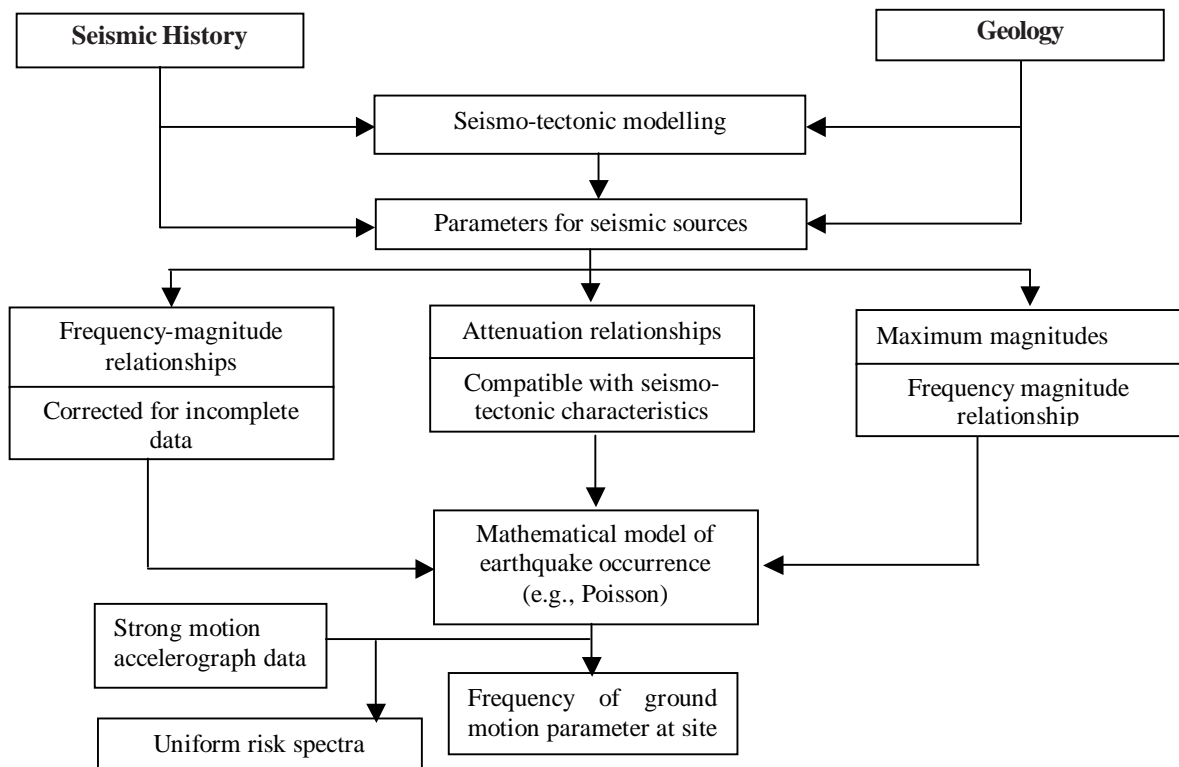 Seismic History
Geology
Seismo-tectonic modelling
Parameters for seismic sources
Frequency-magnitude
relationships
Corrected for incomplete
data
Attenuation relationships
Compatible with seismo-
tectonic characteristics
Maximum magnitudes
Frequency magnitude
relationship
Mathematical model of
earthquake occurrence
(e.g., Poisson)
Strong motion
accelerograph data
Frequency of ground
motion parameter at site
Uniform risk spectra